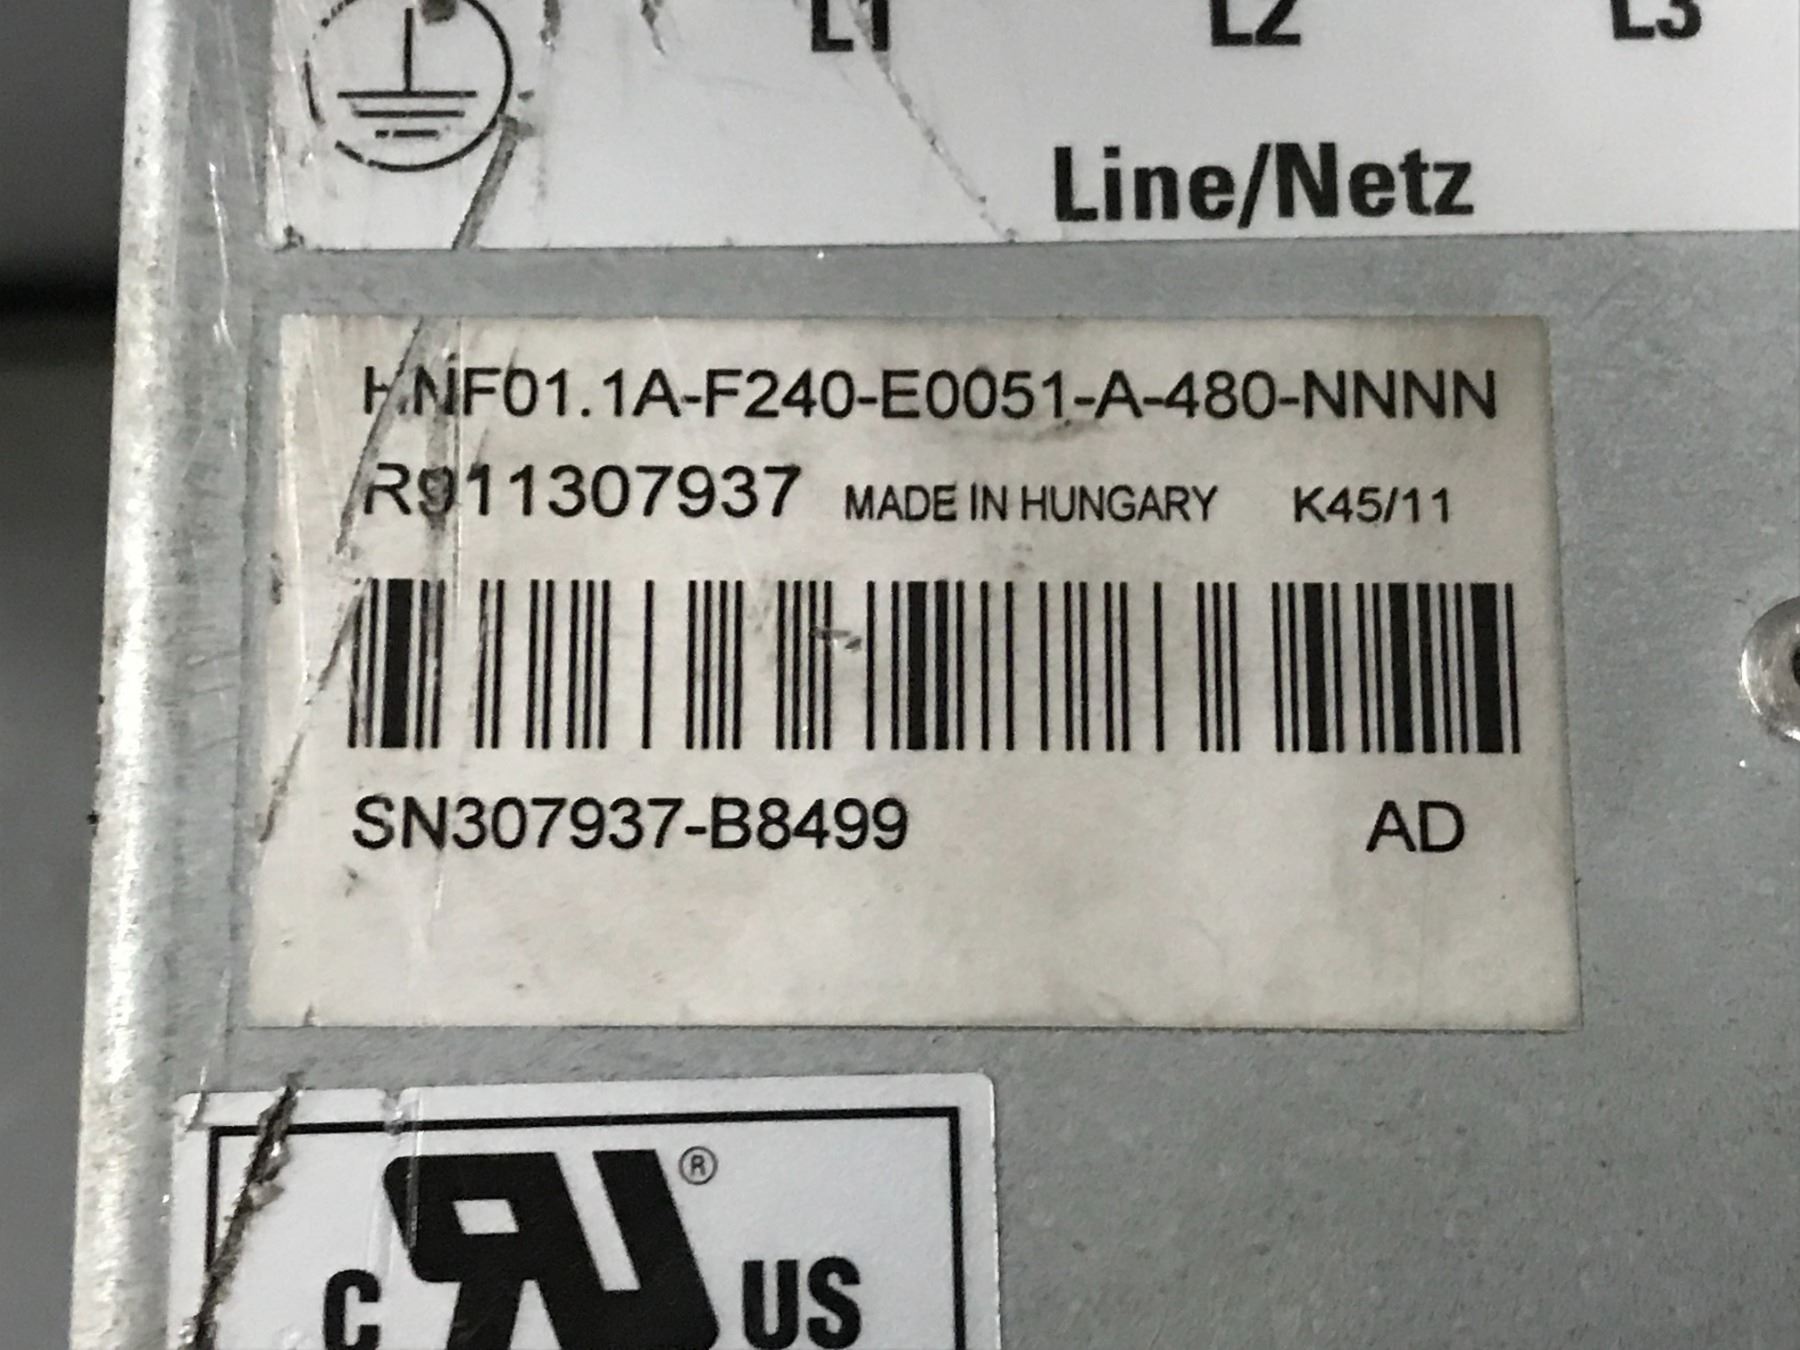 L1 L2 L3
Line/Netz
HNF01.1A-F240-E0051-A-480-NNNN
R911307937 MADE IN HUNGARY K45/11
SN307937-B8499 AD
®
C RU US